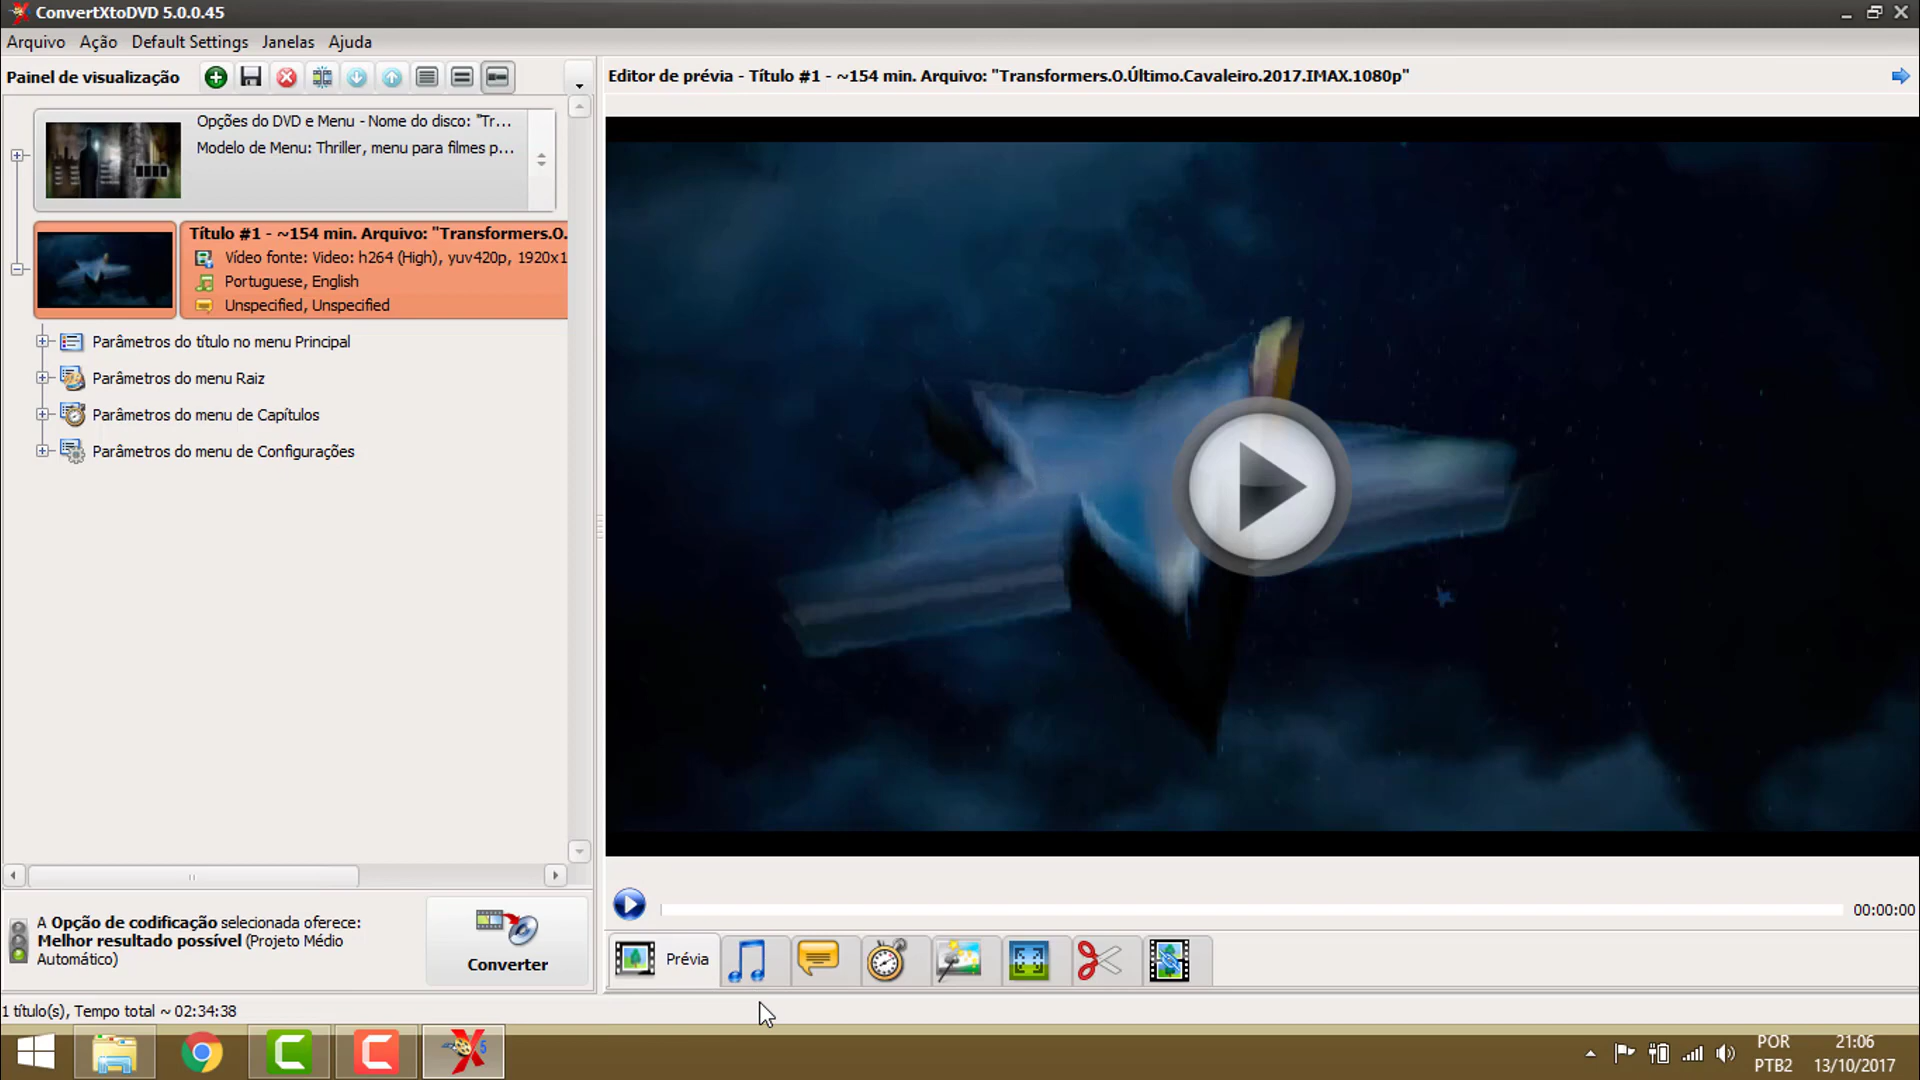 ConvertXtoDVD 5.0.0.45
Arquivo Ação Default Settings Janelas Ajuda
Painel de visualização
Editor de prévia - Título #1 - ~154 min. Arquivo: "Transformers.O.Último.Cavaleiro.2017.IMAX.1080p"
Opções do DVD e Menu - Nome do disco: "Tr...
Modelo de Menu: Thriller, menu para filmes p...
Título #1 - ~154 min. Arquivo: "Transformers.O.
Vídeo fonte: Video: h264 (High), yuv420p, 1920x1
Portuguese, English
Unspecified, Unspecified
Parâmetros do título no menu Principal
Parâmetros do menu Raiz
Parâmetros do menu de Capítulos
Parâmetros do menu de Configurações
00:00:00
A Opção de codificação selecionada oferece:
Melhor resultado possível (Projeto Médio
Automático)
Converter
Prévia
1 título(s), Tempo total ~ 02:34:38
5
POR
PTB2
21:06
13/10/2017